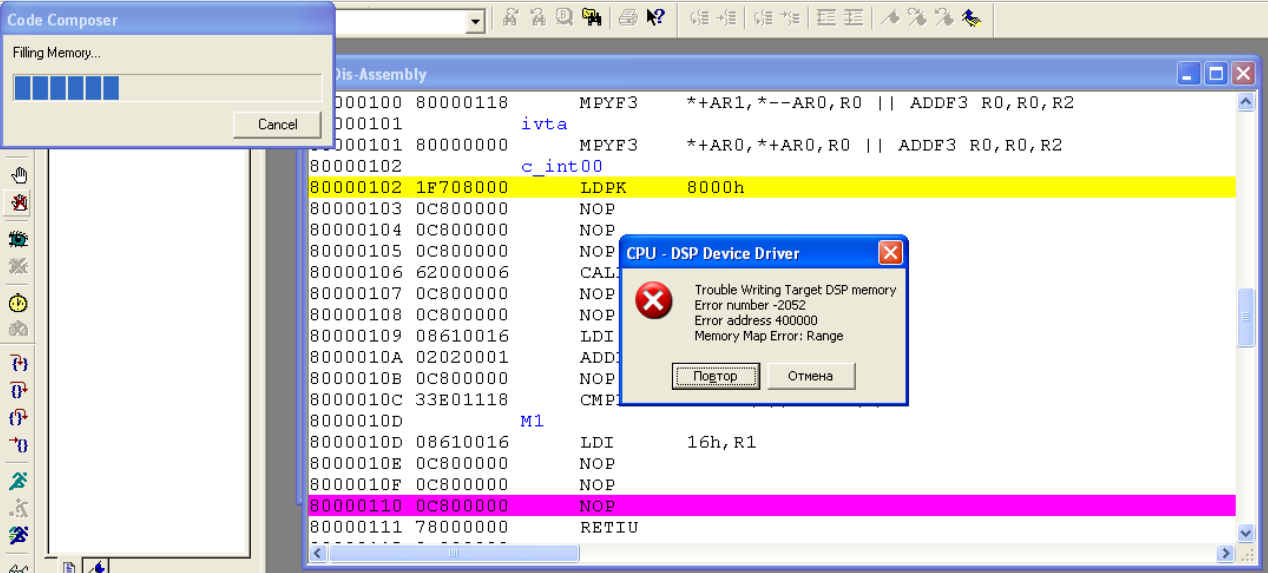 Code Composer
Filling Memory...
Cancel
Dis-Assembly
000100 80000118 MPYF3 *+AR1,*--AR0,R0 || ADDF3 R0,R0,R2
000101 ivta
000101 80000000 MPYF3 *+AR0,*+AR0,R0 || ADDF3 R0,R0,R2
80000102 c_int00
80000102 1F708000 LDPK 8000h
80000103 0C800000 NOP
80000104 0C800000 NOP
80000105 0C800000 NOP
80000106 62000006 CAL
80000107 0C800000 NOP
80000108 0C800000 NOP
80000109 08610016 LDI
8000010A 02020001 ADD
8000010B 0C800000 NOP
8000010C 33E01118 CMP
8000010D M1
8000010D 08610016 LDI 16h,R1
8000010E 0C800000 NOP
8000010F 0C800000 NOP
80000110 0C800000 NOP
80000111 78000000 RETIU
CPU - DSP Device Driver
Trouble Writing Target DSP memory
Error number -2052
Error address 400000
Memory Map Error: Range
Повтор
Отмена